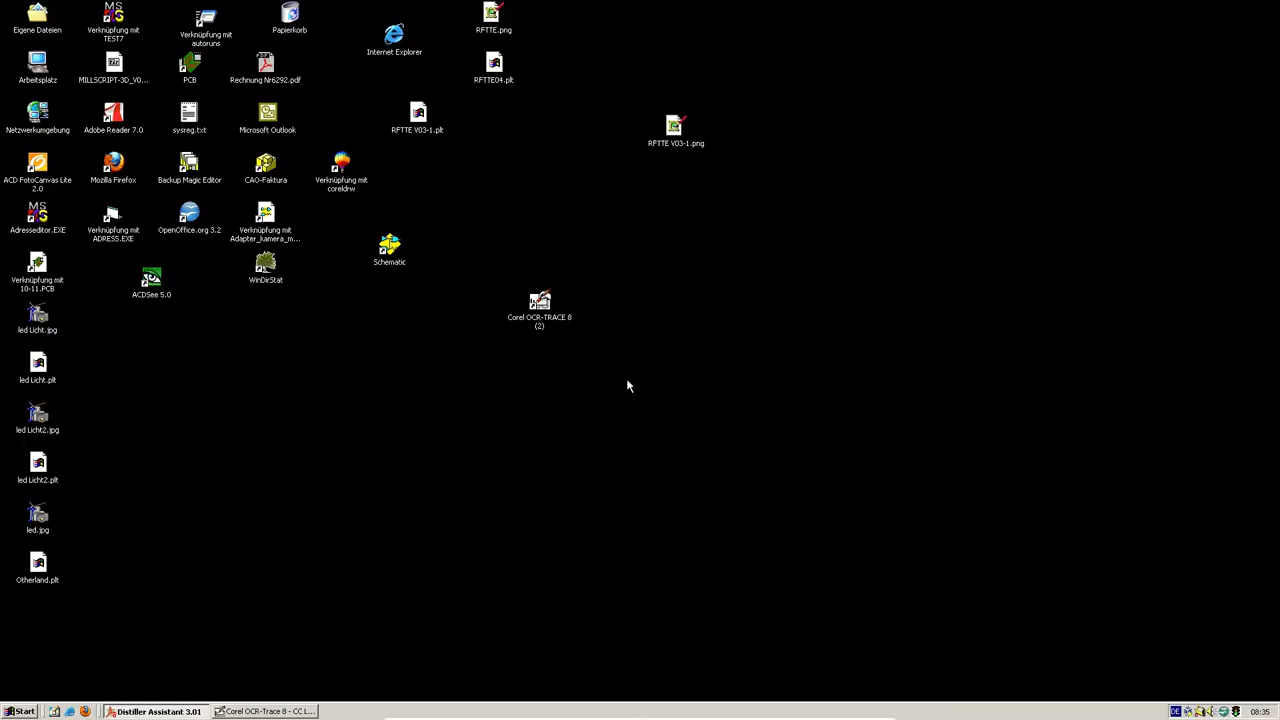 Eigene Dateien
Verknüpfung mit
TEST7
Verknüpfung mit
autoruns
Papierkorb
Internet Explorer
RFTTE.png
Arbeitsplatz
MILLSCRIPT-3D_V0...
PCB
Rechnung Nr6292.pdf
RFTTE04.plt
Netzwerkumgebung
Adobe Reader 7.0
sysreg.txt
Microsoft Outlook
RFTTE V03-1.plt
RFTTE V03-1.png
ACD FotoCanvas Lite
2.0
Mozilla Firefox
Backup Magic Editor
CAO-Faktura
Verknüpfung mit
coreldrw
Adresseditor.EXE
Verknüpfung mit
ADRESS.EXE
OpenOffice.org 3.2
Verknüpfung mit
Adapter_kamera_m...
Schematic
Verknüpfung mit
10-11.PCB
ACDSee 5.0
WinDirStat
Corel OCR-TRACE 8
(2)
led Licht.jpg
led Licht.plt
led Licht2.jpg
led Licht2.plt
led.jpg
Otherland.plt
Start
Distiller Assistant 3.01
Corel OCR-Trace 8 - CC L...
DE
08:35